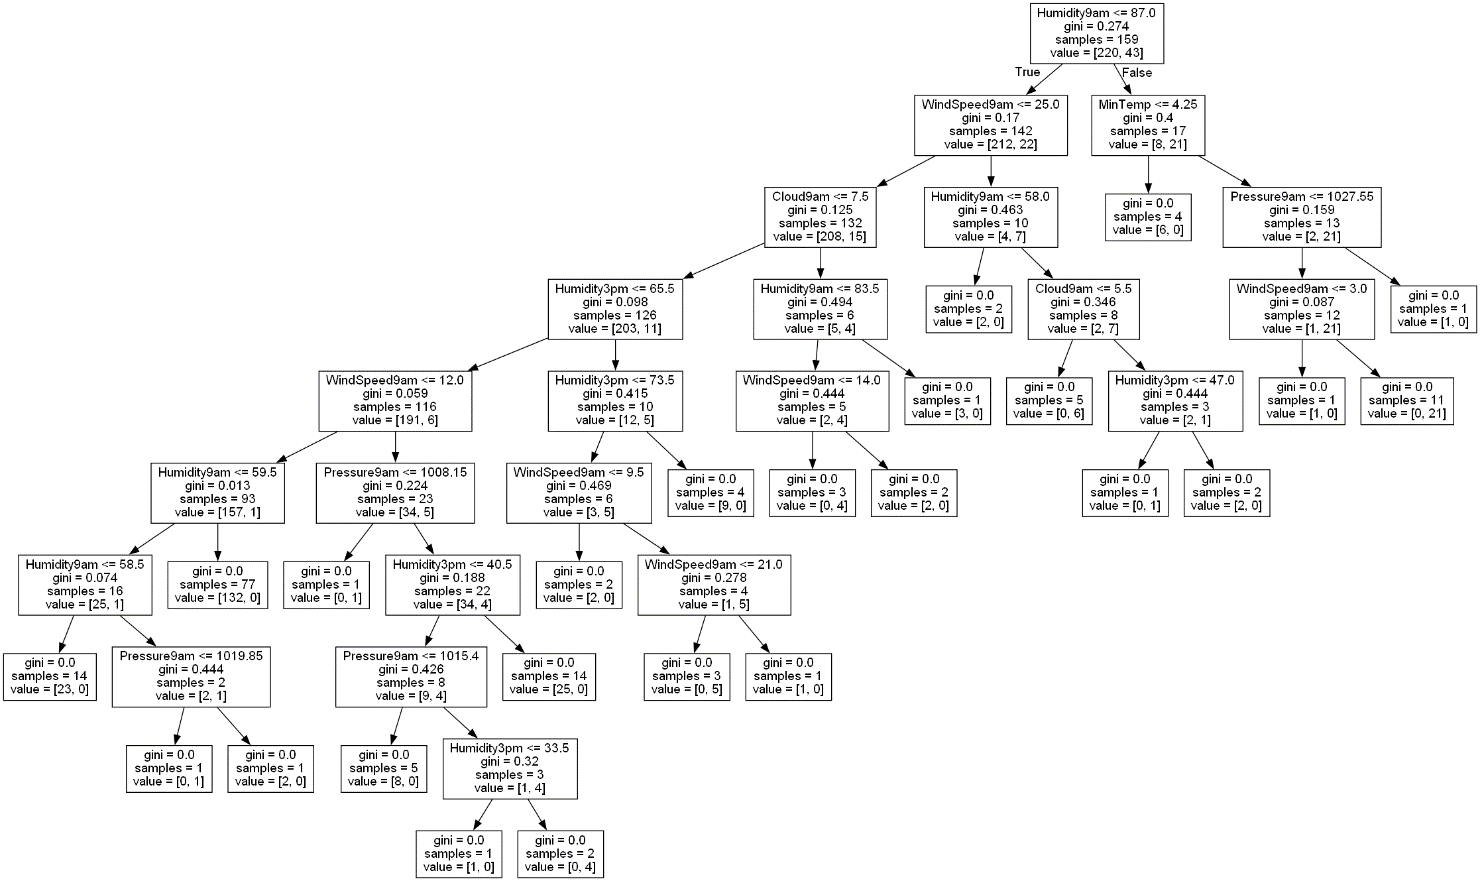 Humidity9am <= 87.0
gini = 0.274
samples = 159
value = [220, 43]
True
False
WindSpeed9am <= 25.0
gini = 0.17
samples = 142
value = [212, 22]
MinTemp <= 4.25
gini = 0.4
samples = 17
value = [8, 21]
Cloud9am <= 7.5
gini = 0.125
samples = 132
value = [208, 15]
Humidity9am <= 58.0
gini = 0.463
samples = 10
value = [4, 7]
gini = 0.0
samples = 4
value = [6, 0]
Pressure9am <= 1027.55
gini = 0.159
samples = 13
value = [2, 21]
Humidity3pm <= 65.5
gini = 0.098
samples = 126
value = [203, 11]
Humidity9am <= 83.5
gini = 0.494
samples = 6
value = [5, 4]
gini = 0.0
samples = 2
value = [2, 0]
Cloud9am <= 5.5
gini = 0.346
samples = 8
value = [2, 7]
WindSpeed9am <= 3.0
gini = 0.087
samples = 12
value = [1, 21]
gini = 0.0
samples = 1
value = [1, 0]
WindSpeed9am <= 12.0
gini = 0.059
samples = 116
value = [191, 6]
Humidity3pm <= 73.5
gini = 0.415
samples = 10
value = [12, 5]
WindSpeed9am <= 14.0
gini = 0.444
samples = 5
value = [2, 4]
gini = 0.0
samples = 1
value = [3, 0]
gini = 0.0
samples = 5
value = [0, 6]
Humidity3pm <= 47.0
gini = 0.444
samples = 3
value = [2, 1]
gini = 0.0
samples = 1
value = [1, 0]
gini = 0.0
samples = 11
value = [0, 21]
Humidity9am <= 59.5
gini = 0.013
samples = 93
value = [157, 1]
Pressure9am <= 1008.15
gini = 0.224
samples = 23
value = [34, 5]
WindSpeed9am <= 9.5
gini = 0.469
samples = 6
value = [3, 5]
gini = 0.0
samples = 4
value = [9, 0]
gini = 0.0
samples = 3
value = [0, 4]
gini = 0.0
samples = 2
value = [2, 0]
gini = 0.0
samples = 1
value = [0, 1]
gini = 0.0
samples = 2
value = [2, 0]
Humidity9am <= 58.5
gini = 0.074
samples = 16
value = [25, 1]
gini = 0.0
samples = 77
value = [132, 0]
gini = 0.0
samples = 1
value = [0, 1]
Humidity3pm <= 40.5
gini = 0.188
samples = 22
value = [34, 4]
gini = 0.0
samples = 2
value = [2, 0]
WindSpeed9am <= 21.0
gini = 0.278
samples = 4
value = [1, 5]
gini = 0.0
samples = 14
value = [23, 0]
Pressure9am <= 1019.85
gini = 0.444
samples = 2
value = [2, 1]
Pressure9am <= 1015.4
gini = 0.426
samples = 8
value = [9, 4]
gini = 0.0
samples = 14
value = [25, 0]
gini = 0.0
samples = 3
value = [0, 5]
gini = 0.0
samples = 1
value = [1, 0]
gini = 0.0
samples = 1
value = [0, 1]
gini = 0.0
samples = 1
value = [2, 0]
gini = 0.0
samples = 5
value = [8, 0]
Humidity3pm <= 33.5
gini = 0.32
samples = 3
value = [1, 4]
gini = 0.0
samples = 1
value = [1, 0]
gini = 0.0
samples = 2
value = [0, 4]